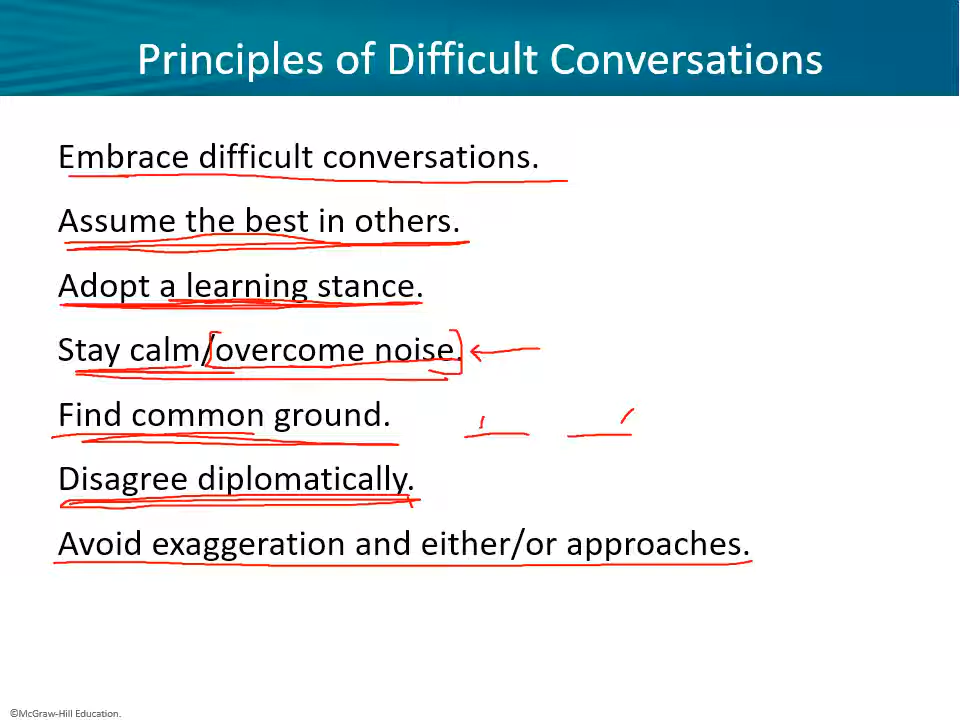 Principles of Difficult Conversations
Embrace difficult conversations.
Assume the best in others.
Adopt a learning stance.
Stay calm/overcome noise.
Find common ground.
Disagree diplomatically.
Avoid exaggeration and either/or approaches.
©McGraw-Hill Education.